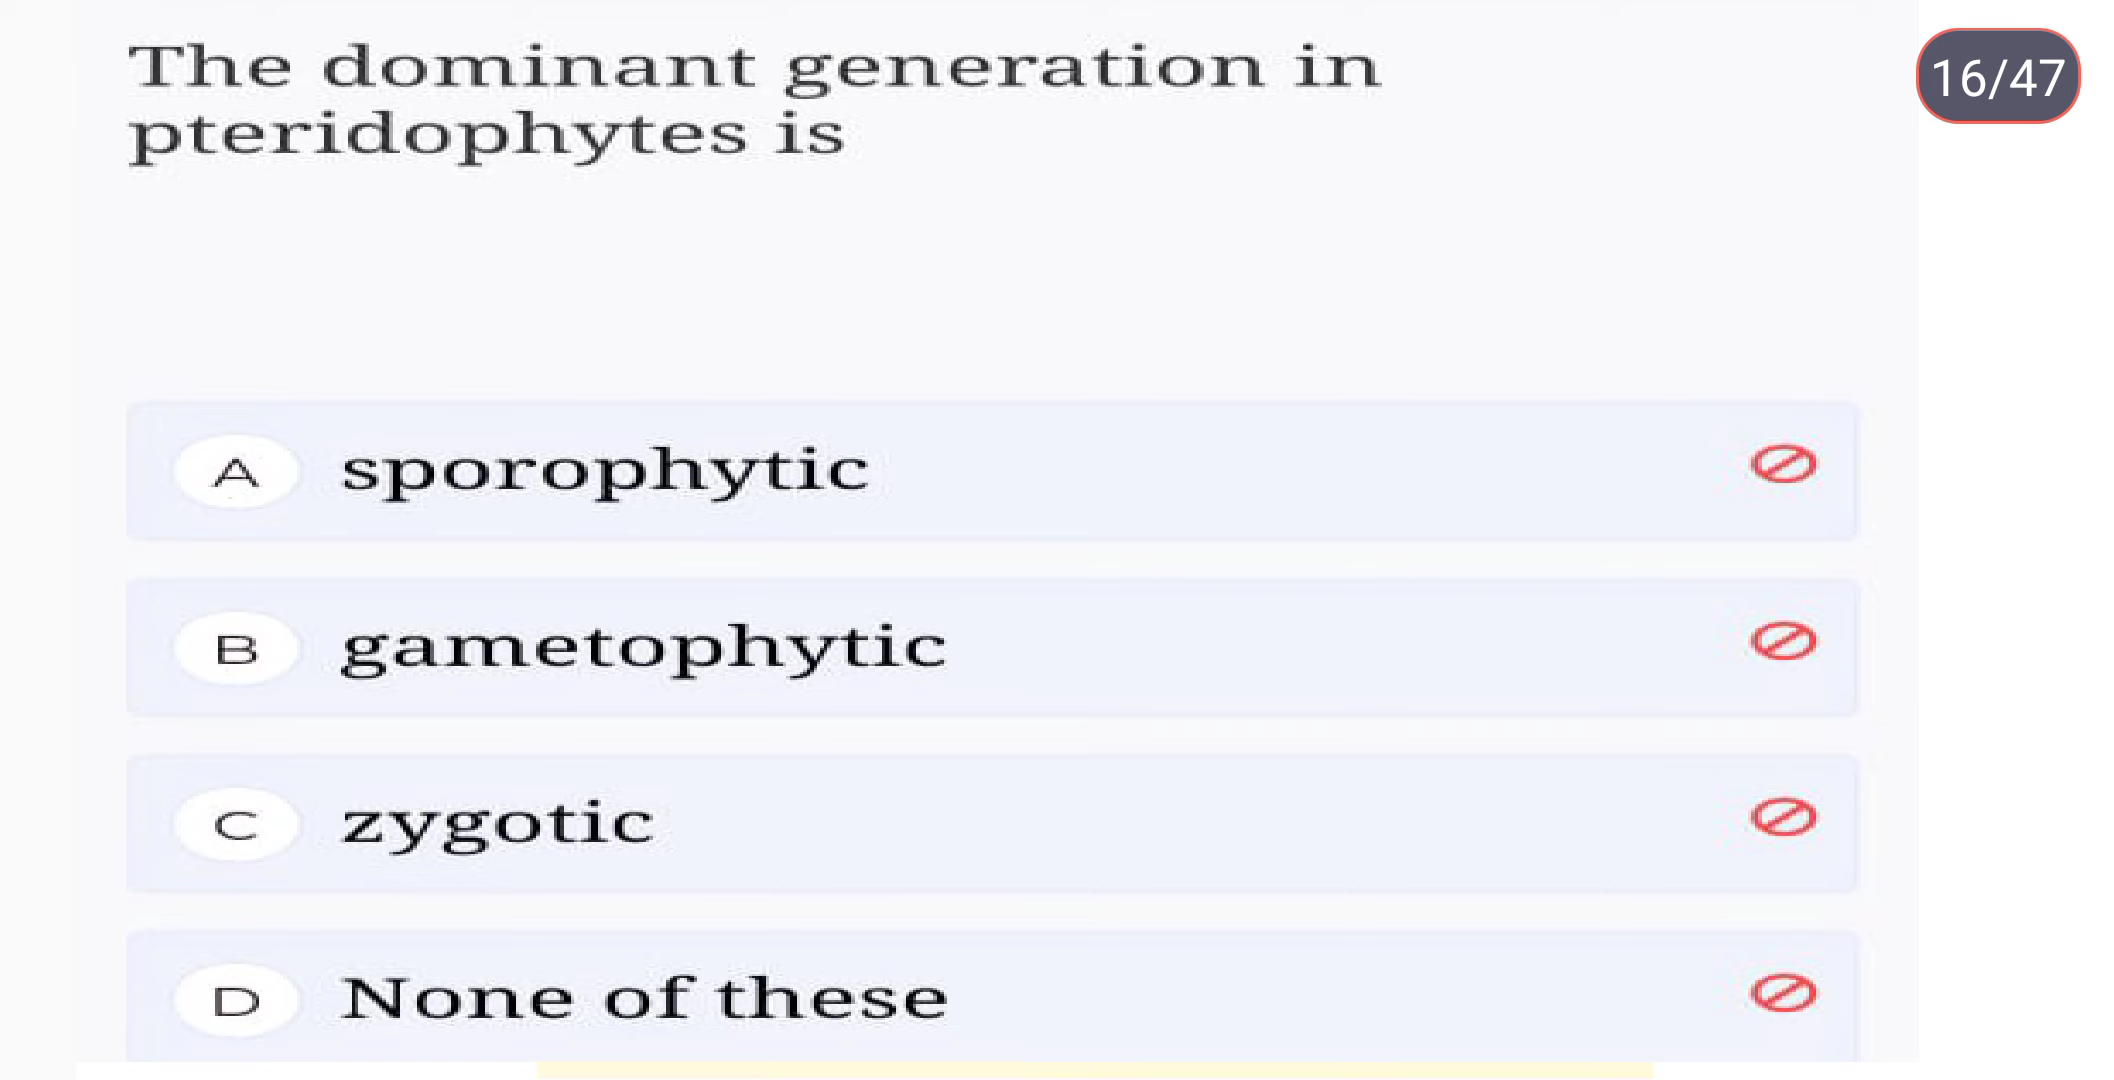 The dominant generation in
16/47
pteridophytes is
A sporophytic
B gametophytic
C zygotic
D None of these